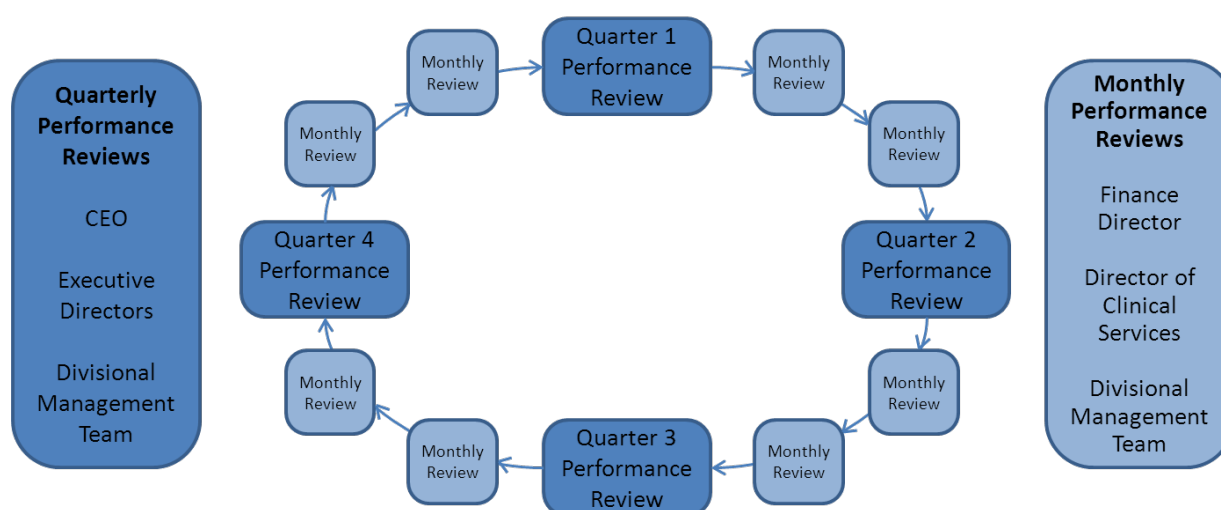 Quarterly
Performance
Reviews
CEO
Executive
Directors
Divisional
Management
Team
Quarter 1
Performance
Review
Monthly
Review
Monthly
Review
Quarter 2
Performance
Review
Monthly
Review
Monthly
Review
Quarter 3
Performance
Review
Monthly
Review
Monthly
Review
Quarter 4
Performance
Review
Monthly
Review
Monthly
Review
Monthly
Performance
Reviews
Finance
Director
Director of
Clinical
Services
Divisional
Management
Team